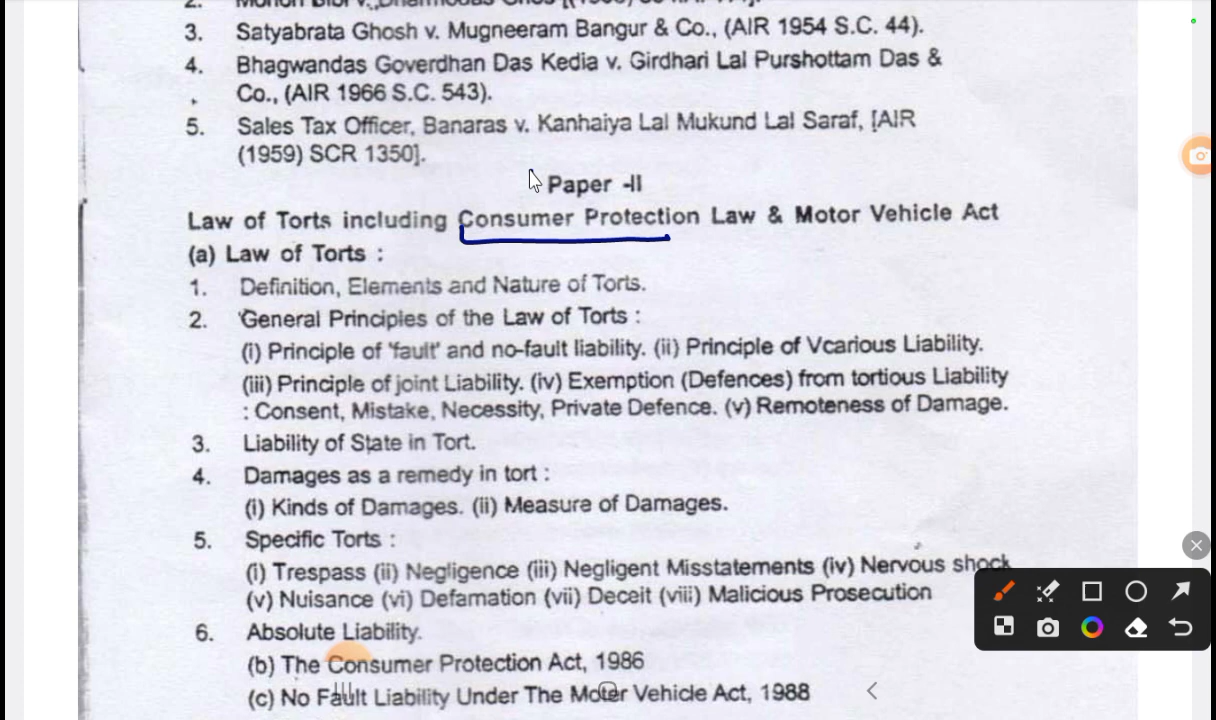 2. Mohori Bibi v. Dharmodas Ghos
3. Satyabrata Ghosh v. Mugneeram Bangur & Co., (AIR 1954 S.C. 44).
4. Bhagwandas Goverdhan Das Kedia v. Girdhari Lal Purshottam Das &
Co., (AIR 1966 S.C. 543).
5. Sales Tax Officer, Banaras v. Kanhaiya Lal Mukund Lal Saraf, [AIR
(1959) SCR 1350].
Paper -II
Law of Torts including Consumer Protection Law & Motor Vehicle Act
(a) Law of Torts :
1. Definition, Elements and Nature of Torts.
2. General Principles of the Law of Torts :
(i) Principle of 'fault' and no-fault liability. (ii) Principle of Vcarious Liability.
(iii) Principle of joint Liability. (iv) Exemption (Defences) from tortious Liability
: Consent, Mistake, Necessity, Private Defence. (v) Remoteness of Damage.
3. Liability of State in Tort.
4. Damages as a remedy in tort :
(i) Kinds of Damages. (ii) Measure of Damages.
5. Specific Torts :
(i) Trespass (ii) Negligence (iii) Negligent Misstatements (iv) Nervous shock
(v) Nuisance (vi) Defamation (vii) Deceit (viii) Malicious Prosecution
6. Absolute Liability.
(b) The Consumer Protection Act, 1986
(c) No Fault Liability Under The Moter Vehicle Act, 1988